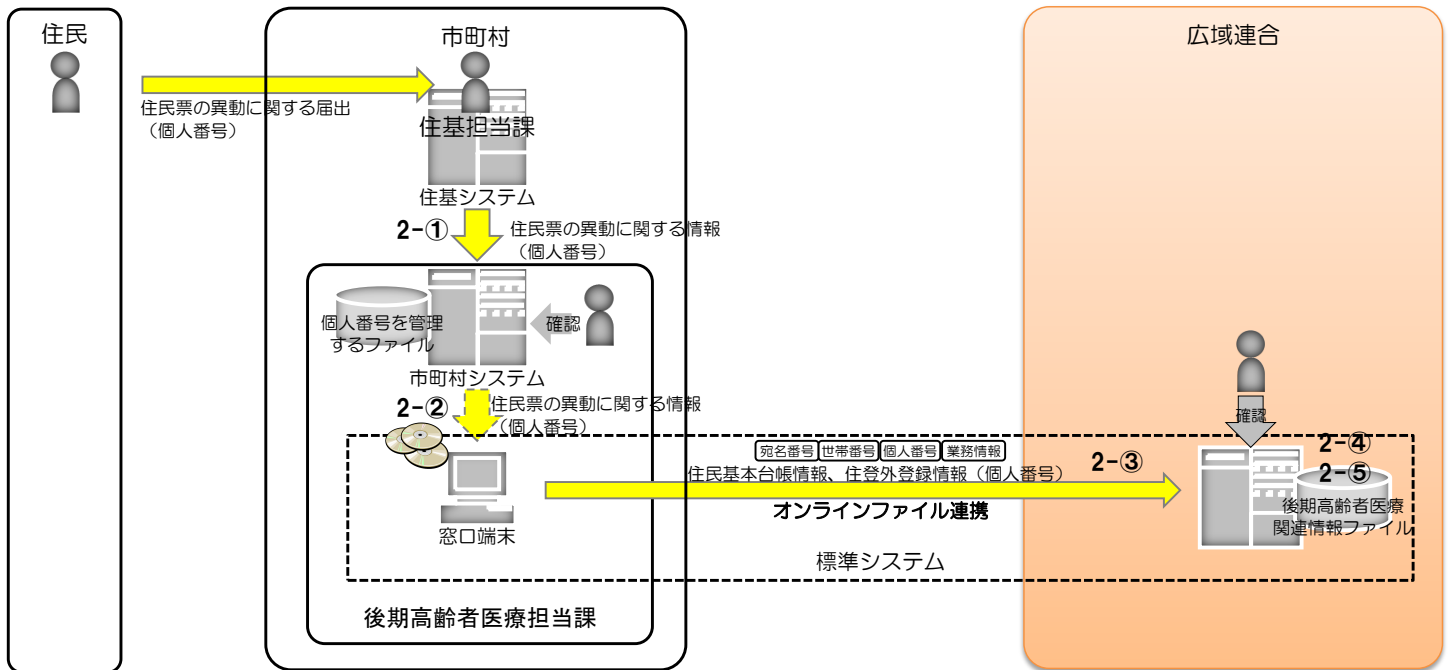 住民
市町村
広域連合
住民票の異動に関する届出
（個人番号）
住基担当課
住基システム
2-①
住民票の異動に関する情報
（個人番号）
個人番号を管理
するファイル
確認
市町村システム
2-②
住民票の異動に関する情報
（個人番号）
窓口端末
宛名番号 世帯番号 個人番号 業務情報
住民基本台帳情報、住登外登録情報（個人番号）
2-③
オンラインファイル連携
標準システム
後期高齢者医療担当課
確認
2-④
2-⑤
後期高齢者医療
関連情報ファイル